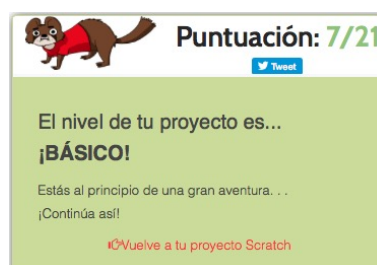 Puntuación: 7/21
Tweet
El nivel de tu proyecto es...
¡BÁSICO!
Estás al principio de una gran aventura. . .
¡Continúa así!
Vuelve a tu proyecto Scratch